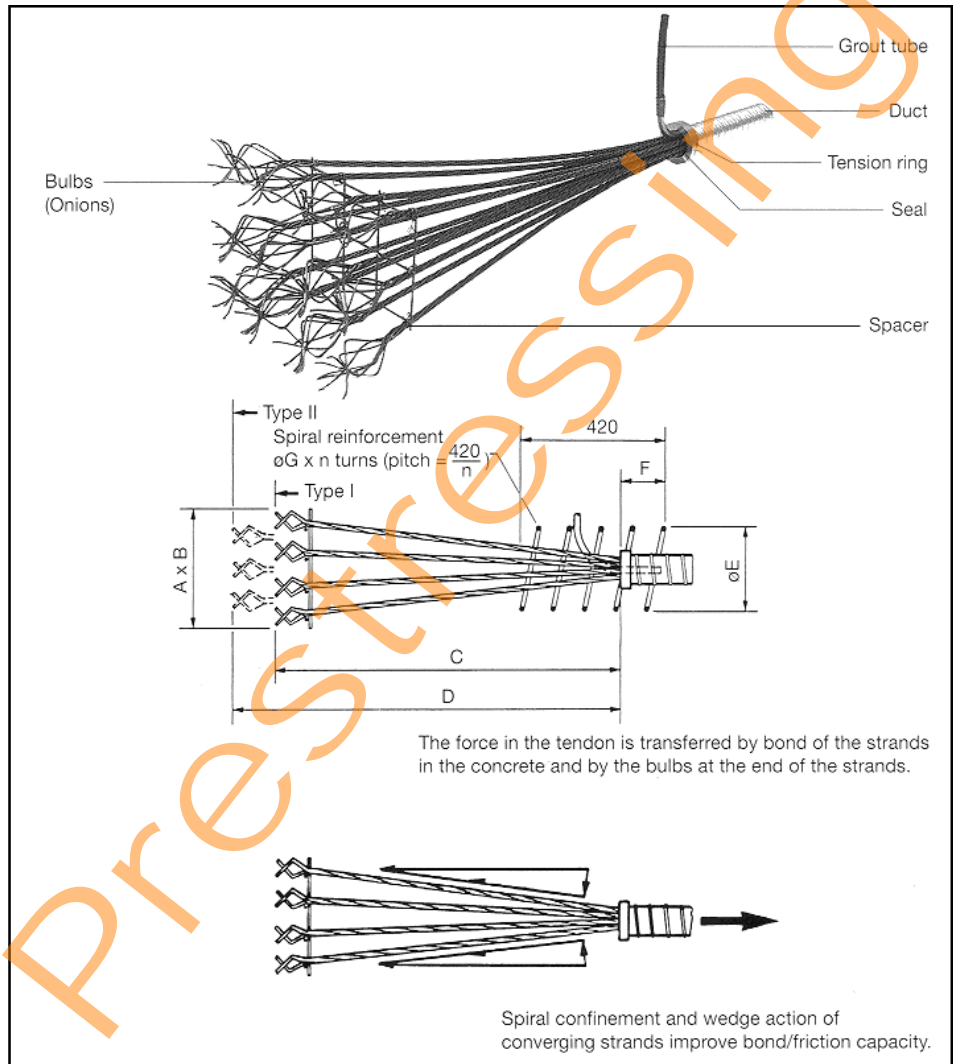 Grout tube
Duct
Tension ring
Seal
Spacer
Bulbs
(Onions)
Type II
Spiral reinforcement
øG x n turns (pitch = 420/n)
Type I
420
F
A x B
øE
C
D
The force in the tendon is transferred by bond of the strands
in the concrete and by the bulbs at the end of the strands.
Spiral confinement and wedge action of
converging strands improve bond/friction capacity.
Prestressing